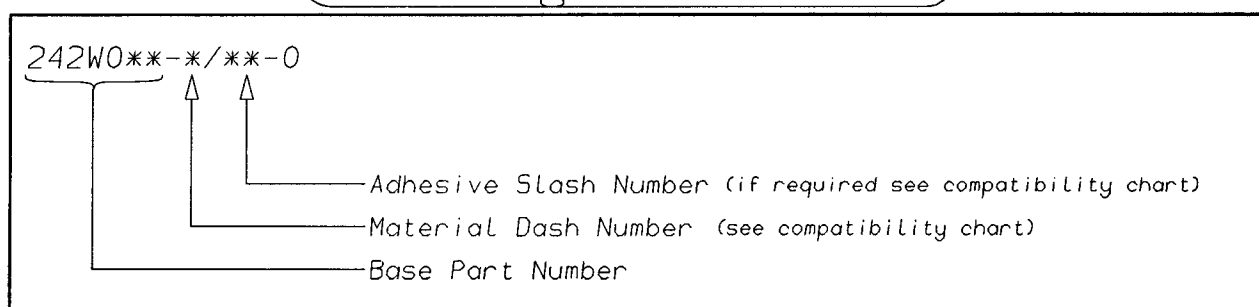 242W0**-*/**-0
Adhesive Slash Number (if required see compatibility chart)
Material Dash Number (see compatibility chart)
Base Part Number